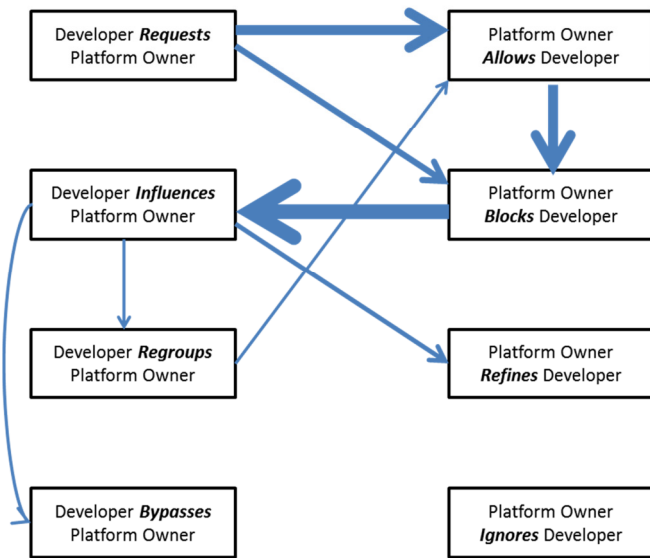 Developer Requests
Platform Owner
Platform Owner
Allows Developer
Developer Influences
Platform Owner
Platform Owner
Blocks Developer
Developer Regroups
Platform Owner
Platform Owner
Refines Developer
Developer Bypasses
Platform Owner
Platform Owner
Ignores Developer